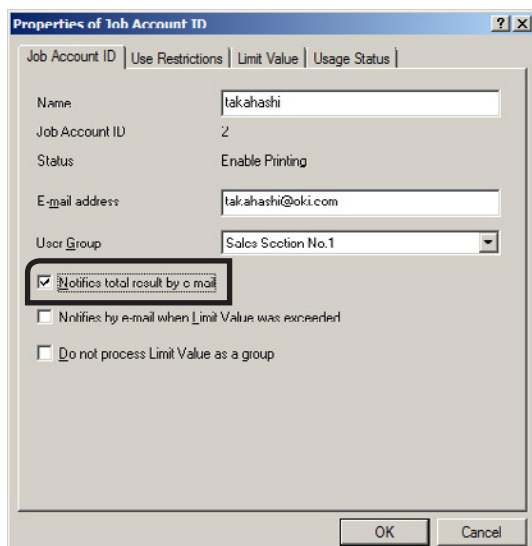 Properties of Job Account ID
Job Account ID Use Restrictions Limit Value Usage Status
Name takahashi
Job Account ID 2
Status Enable Printing
E-mail address takahashi@oki.com
User Group Sales Section No.1
Notifies total result by e-mail
Notifies by e-mail when Limit Value was exceeded
Do not process Limit Value as a group
OK Cancel